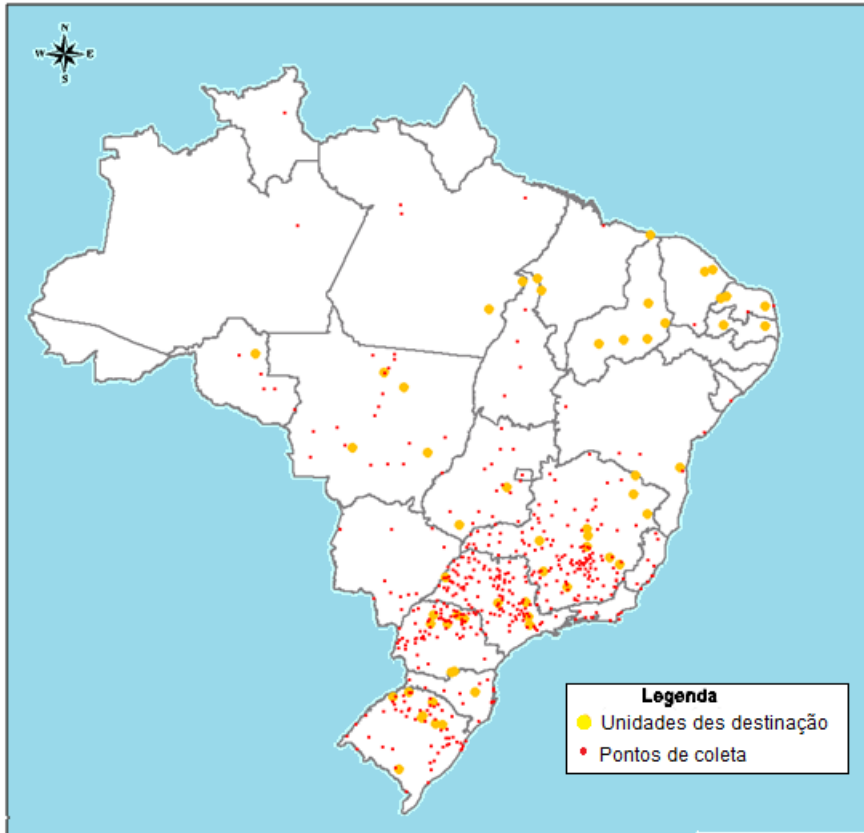 N
W E
S
Legenda
Unidades des destinação
Pontos de coleta